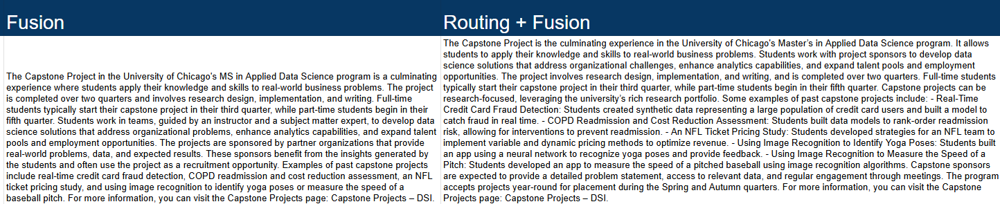 Fusion
The Capstone Project in the University of Chicago's MS in Applied Data Science program is a culminating
experience where students apply their knowledge and skills to real-world business problems. The project
is completed over two quarters and involves research design, implementation, and writing. Full-time
students typically start their capstone project in their third quarter, while part-time students begin in their
fifth quarter. Students work in teams, guided by an instructor and a subject matter expert, to develop data
science solutions that address organizational problems, enhance analytics capabilities, and expand talent
pools and employment opportunities. The projects are sponsored by partner organizations that provide
real-world problems, data, and expected results. These sponsors benefit from the insights generated by
the students and often use the project as a recruitment opportunity. Examples of past capstone projects
include real-time credit card fraud detection, COPD readmission and cost reduction assessment, an NFL
ticket pricing study, and using image recognition to identify yoga poses or measure the speed of a
baseball pitch. For more information, you can visit the Capstone Projects page: Capstone Projects – DSI.
Routing + Fusion
The Capstone Project is the culminating experience in the University of Chicago's Master's in Applied Data Science program. It allows
students to apply their knowledge and skills to real-world business problems. Students work with project sponsors to develop data
science solutions that address organizational challenges, enhance analytics capabilities, and expand talent pools and employment
opportunities. The project involves research design, implementation, and writing, and is completed over two quarters. Full-time students
typically start their capstone project in their third quarter, while part-time students begin in their fifth quarter. Capstone projects can be
research-focused, leveraging the university's rich research portfolio. Some examples of past capstone projects include: - Real-Time
Credit Card Fraud Detection: Students created synthetic data representing a large population of credit card users and built a model to
catch fraud in real time. - COPD Readmission and Cost Reduction Assessment: Students built data models to rank-order readmission
risk, allowing for interventions to prevent readmission. - An NFL Ticket Pricing Study: Students developed strategies for an NFL team to
implement variable and dynamic pricing methods to optimize revenue. - Using Image Recognition to Identify Yoga Poses: Students built
an app using a neural network to recognize yoga poses and provide feedback. - Using Image Recognition to Measure the Speed of a
Pitch: Students developed an app to measure the speed of a pitched baseball using image recognition algorithms. Capstone sponsors
are expected to provide a detailed problem statement, access to relevant data, and regular engagement through meetings. The program
accepts projects year-round for placement during the Spring and Autumn quarters. For more information, you can visit the Capstone
Projects page: Capstone Projects – DSI.